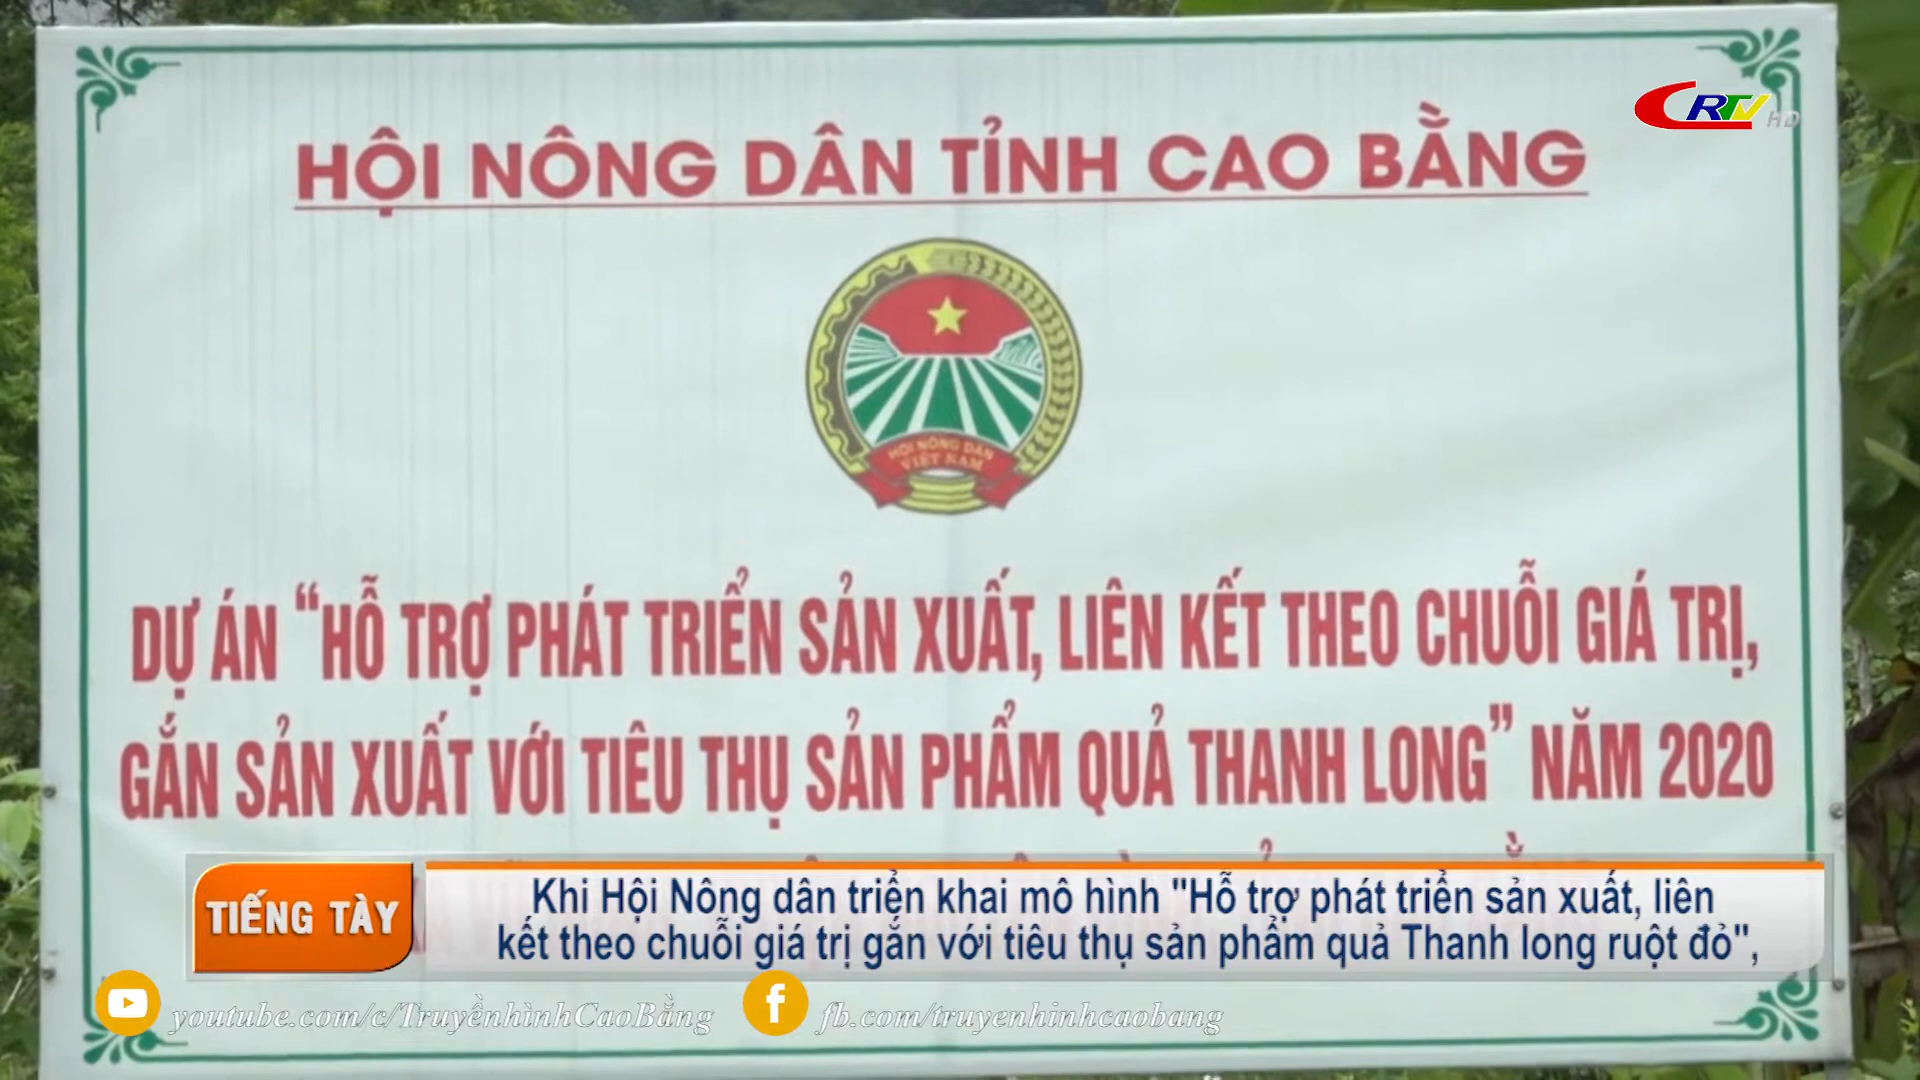 CRTV HD
HỘI NÔNG DÂN TỈNH CAO BẰNG
HỘI NÔNG DÂN
VIỆT NAM
DỰ ÁN “HỖ TRỢ PHÁT TRIỂN SẢN XUẤT, LIÊN KẾT THEO CHUỖI GIÁ TRỊ,
GẮN SẢN XUẤT VỚI TIÊU THỤ SẢN PHẨM QUẢ THANH LONG” NĂM 2020
TIẾNG TÀY
Khi Hội Nông dân triển khai mô hình "Hỗ trợ phát triển sản xuất, liên
kết theo chuỗi giá trị gắn với tiêu thụ sản phẩm quả Thanh long ruột đỏ",
youtube.com/c/TruyềnhìnhCaoBằng
fb.com/truyenhinhcaobang